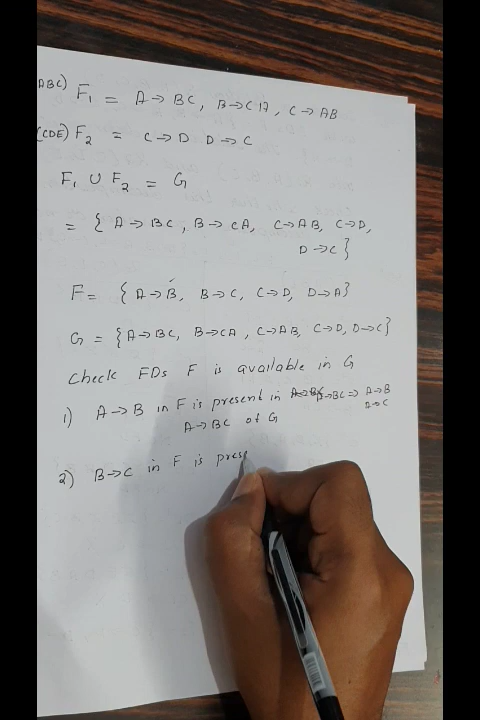 ABC) F1 = A→BC, B→CA, C→AB
(CDE) F2 = C→D D→C
F1 ∪ F2 = G
= { A→BC, B→CA, C→AB, C→D,
D→C}
F = {A→B, B→C, C→D, D→A}
G = {A→BC, B→CA, C→AB, C→D, D→C}
Check FDs F is available in G
1) A→B in F is present in A→BC ⇒ A→B
A→C
A→BC of G
2) B→C in F is prese